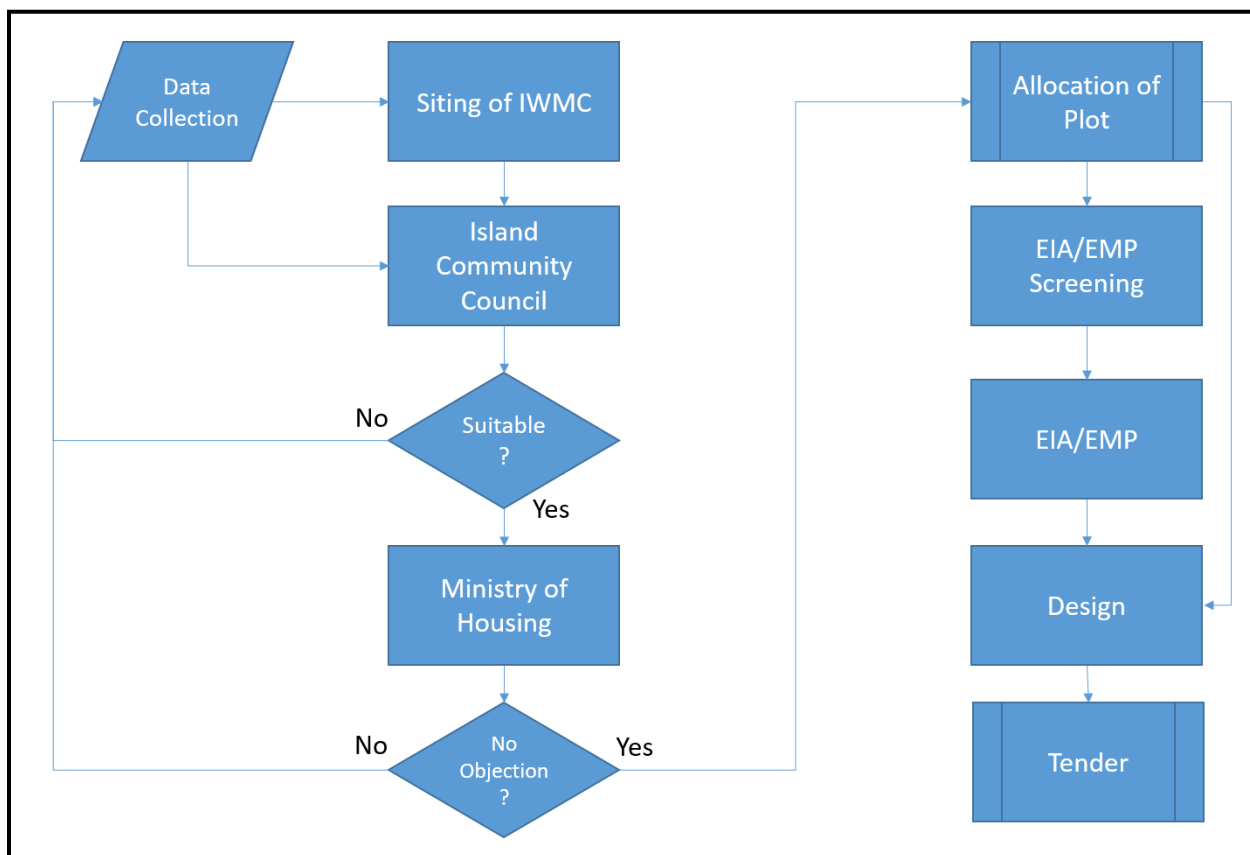 Data
Collection
Siting of IWMC
Island
Community
Council
No
Suitable
?
Yes
Ministry of
Housing
No
No
Objection
?
Yes
Allocation of
Plot
EIA/EMP
Screening
EIA/EMP
Design
Tender